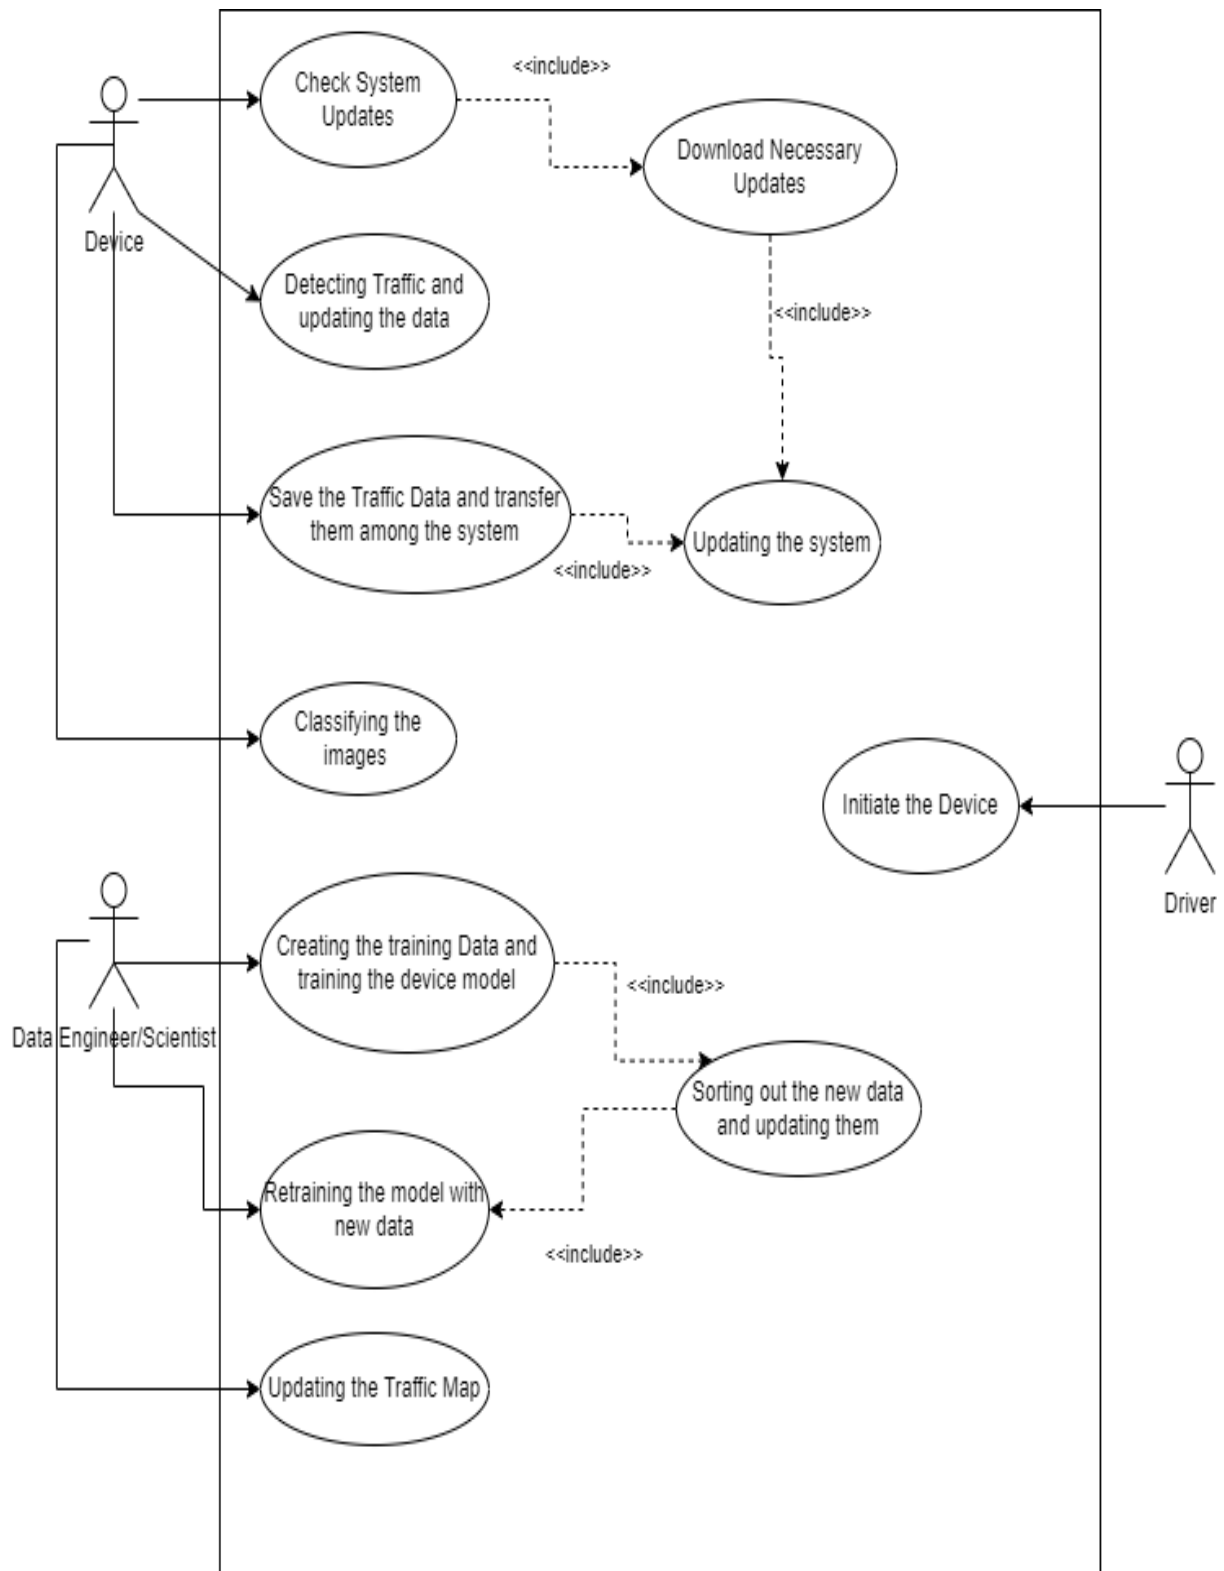 <<include>>
Check System
Updates
Download Necessary
Updates
Device
Detecting Traffic and
updating the data
<<include>>
Save the Traffic Data and transfer
them among the system
Updating the system
<<include>>
Classifying the
images
Initiate the Device
Driver
Creating the training Data and
training the device model
<<include>>
Data Engineer/Scientist
Sorting out the new data
and updating them
Retraining the model with
new data
<<include>>
Updating the Traffic Map